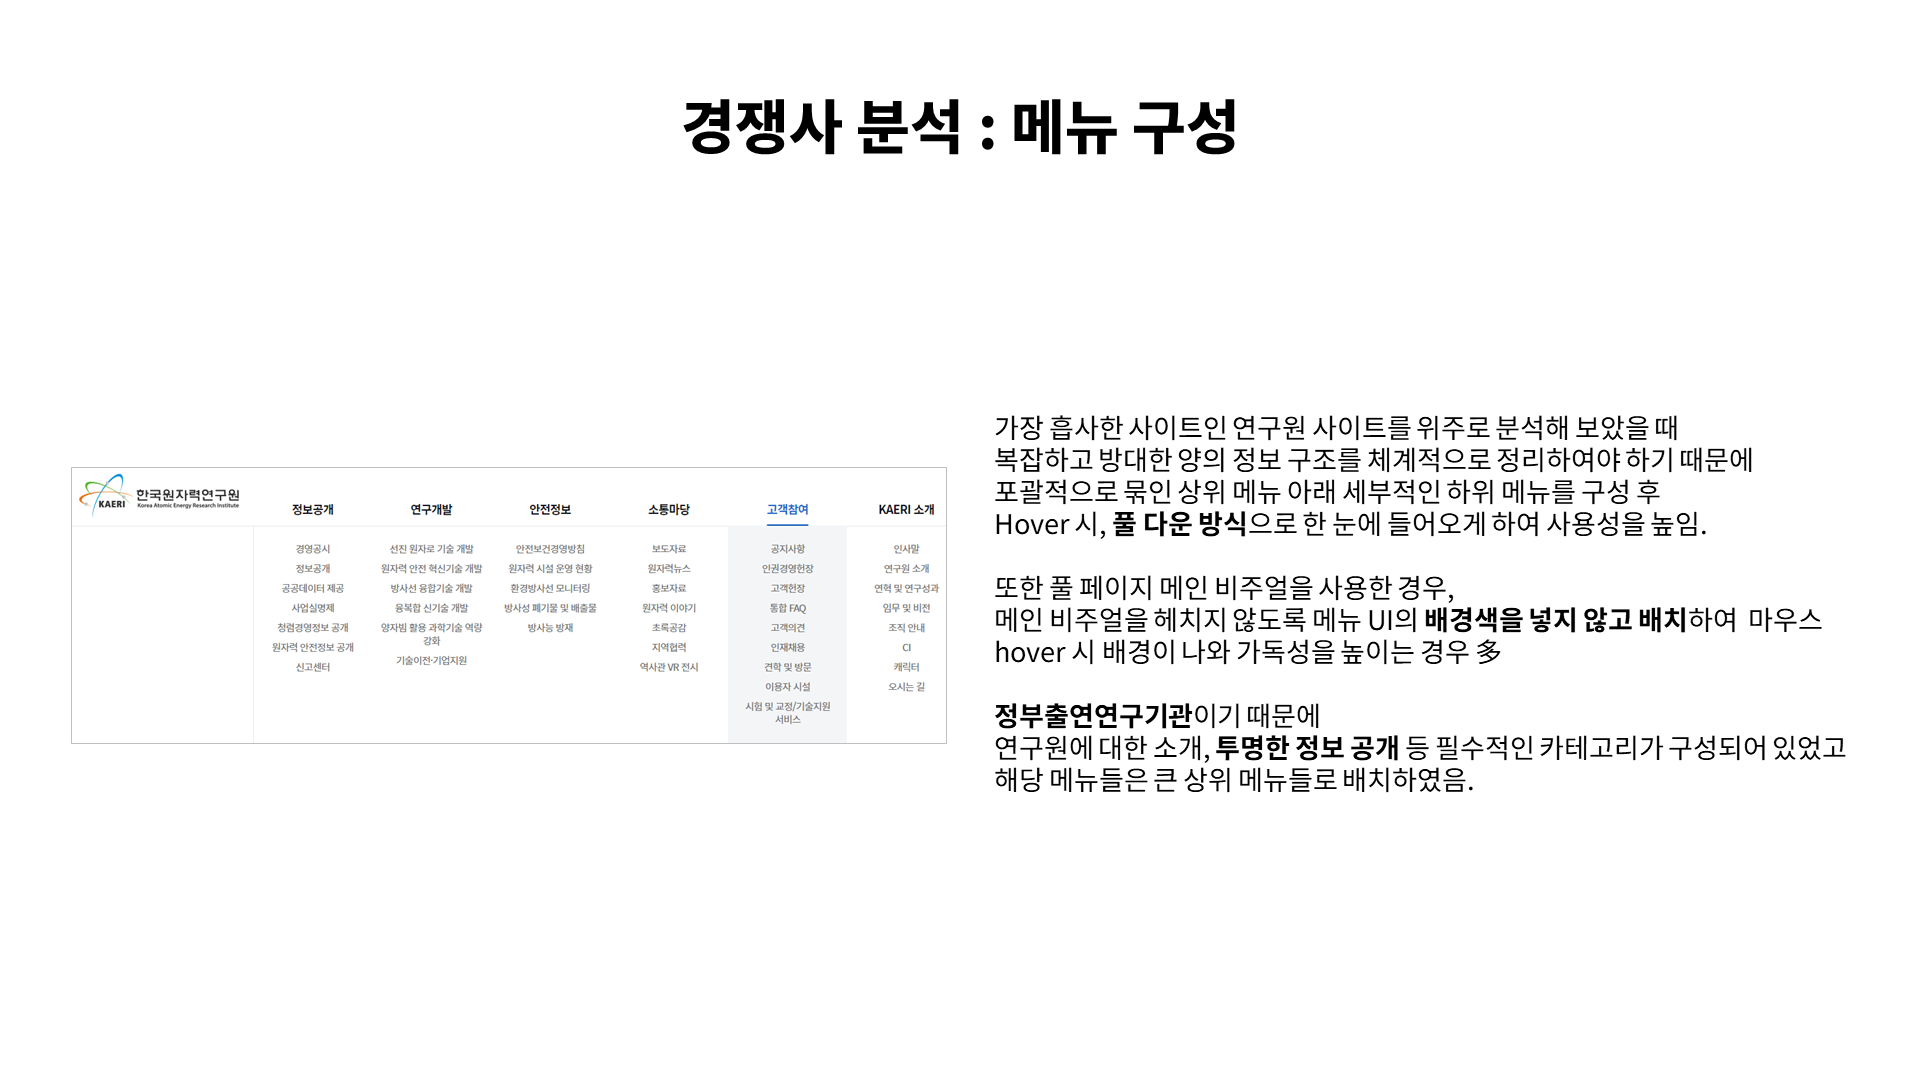 경쟁사 분석 : 메뉴 구성
KAERI
한국원자력연구원
Korea Atomic Energy Research Institute
정보공개
연구개발
안전정보
소통마당
고객참여
KAERI 소개
경영공시
정보공개
공공데이터 제공
사업실명제
청렴경영정보 공개
원자력 안전정보 공개
신고센터
선진 원자로 기술 개발
원자력 안전 혁신기술 개발
방사선 융합기술 개발
융복합 신기술 개발
양자빔 활용 과학기술 역량
강화
기술이전·기업지원
안전보건경영방침
원자력 시설 운영 현황
환경방사선 모니터링
방사성 폐기물 및 배출물
방사능 방재
보도자료
원자력뉴스
홍보자료
원자력 이야기
초록공감
지역협력
역사관 VR 전시
공지사항
인권경영헌장
고객헌장
통합 FAQ
고객의견
인재채용
견학 및 방문
이용자 시설
시험 및 교정/기술지원
서비스
인사말
연구원 소개
연혁 및 연구성과
임무 및 비전
조직 안내
CI
캐릭터
오시는 길
가장 흡사한 사이트인 연구원 사이트를 위주로 분석해 보았을 때
복잡하고 방대한 양의 정보 구조를 체계적으로 정리하여야 하기 때문에
포괄적으로 묶인 상위 메뉴 아래 세부적인 하위 메뉴를 구성 후
Hover 시, 풀 다운 방식으로 한 눈에 들어오게 하여 사용성을 높임.
또한 풀 페이지 메인 비주얼을 사용한 경우,
메인 비주얼을 헤치지 않도록 메뉴 UI의 배경색을 넣지 않고 배치하여 마우스
hover 시 배경이 나와 가독성을 높이는 경우 多
정부출연연구기관이기 때문에
연구원에 대한 소개, 투명한 정보 공개 등 필수적인 카테고리가 구성되어 있었고
해당 메뉴들은 큰 상위 메뉴들로 배치하였음.